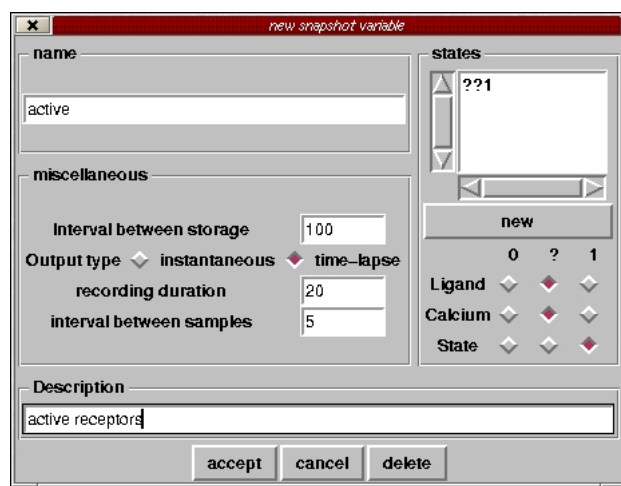 new snapshot variable
name
active
miscellaneous
Interval between storage 100
Output type instantaneous time-lapse
recording duration 20
interval between samples 5
states
??1
new
0 ? 1
Ligand
Calcium
State
Description
active receptors
accept cancel delete